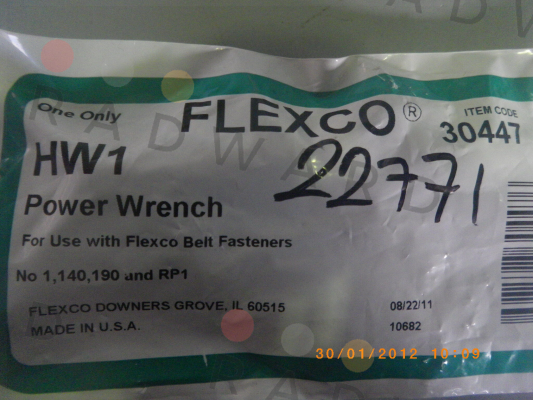 One Only
FLEXCO®
ITEM CODE
30447
HW1
22771
Power Wrench
For Use with Flexco Belt Fasteners
No 1,140,190 and RP1
FLEXCO DOWNERS GROVE, IL 60515
08/22/11
MADE IN U.S.A.
10682
30/01/2012 10:09
RADWARD
RADW